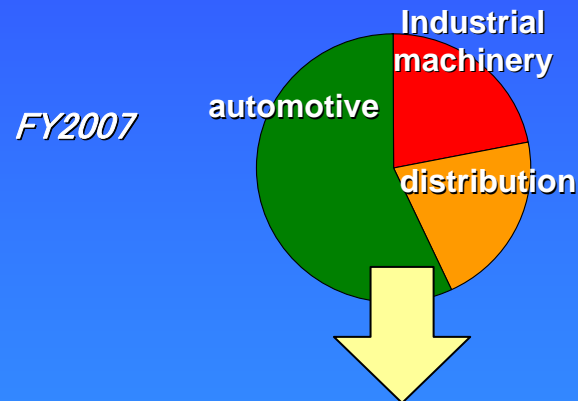 Industrial
machinery
automotive
FY2007
distribution